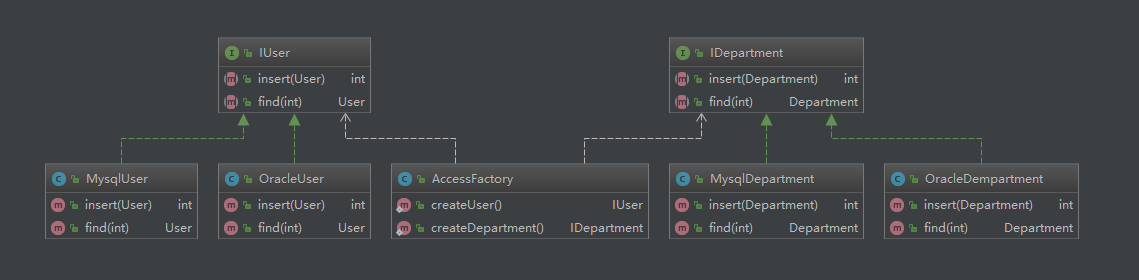 IUser
insert(User) int
find(int) User
IDepartment
insert(Department) int
find(int) Department
MysqlUser
insert(User) int
find(int) User
OracleUser
insert(User) int
find(int) User
AccessFactory
createUser() IUser
createDepartment() IDepartment
MysqlDepartment
insert(Department) int
find(int) Department
OracleDempartment
insert(Department) int
find(int) Department